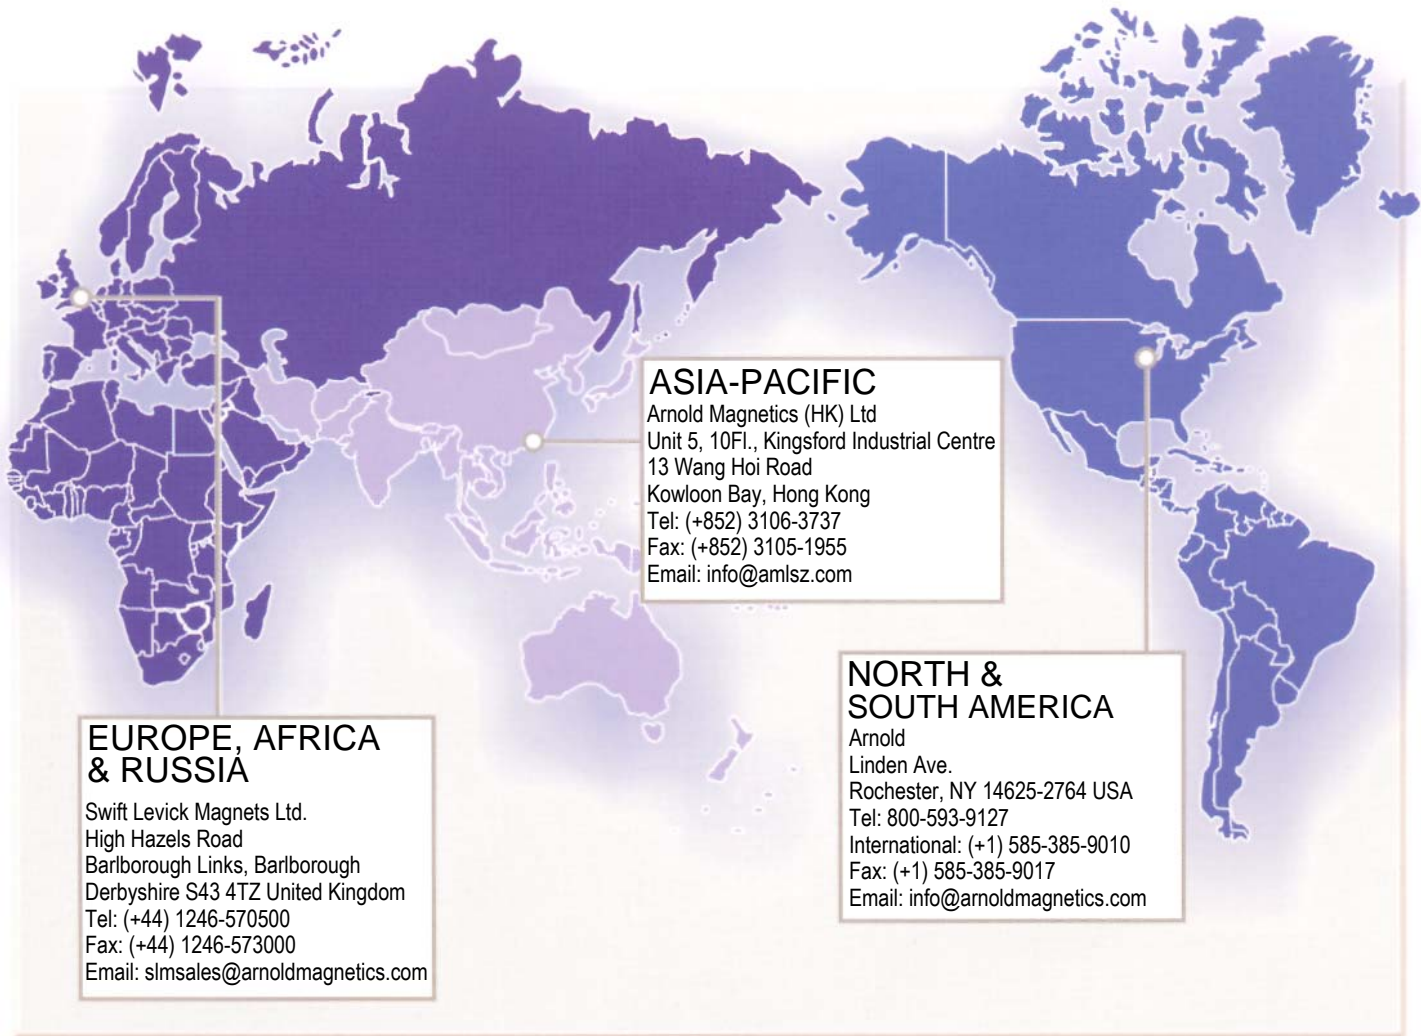 ASIA-PACIFIC
Arnold Magnetics (HK) Ltd
Unit 5, 10Fl., Kingsford Industrial Centre
13 Wang Hoi Road
Kowloon Bay, Hong Kong
Tel: (+852) 3106-3737
Fax: (+852) 3105-1955
Email: info@amlsz.com
NORTH &
SOUTH AMERICA
Arnold
Linden Ave.
Rochester, NY 14625-2764 USA
Tel: 800-593-9127
International: (+1) 585-385-9010
Fax: (+1) 585-385-9017
Email: info@arnoldmagnetics.com
EUROPE, AFRICA
& RUSSIA
Swift Levick Magnets Ltd.
High Hazels Road
Barlborough Links, Barlborough
Derbyshire S43 4TZ United Kingdom
Tel: (+44) 1246-570500
Fax: (+44) 1246-573000
Email: slmsales@arnoldmagnetics.com